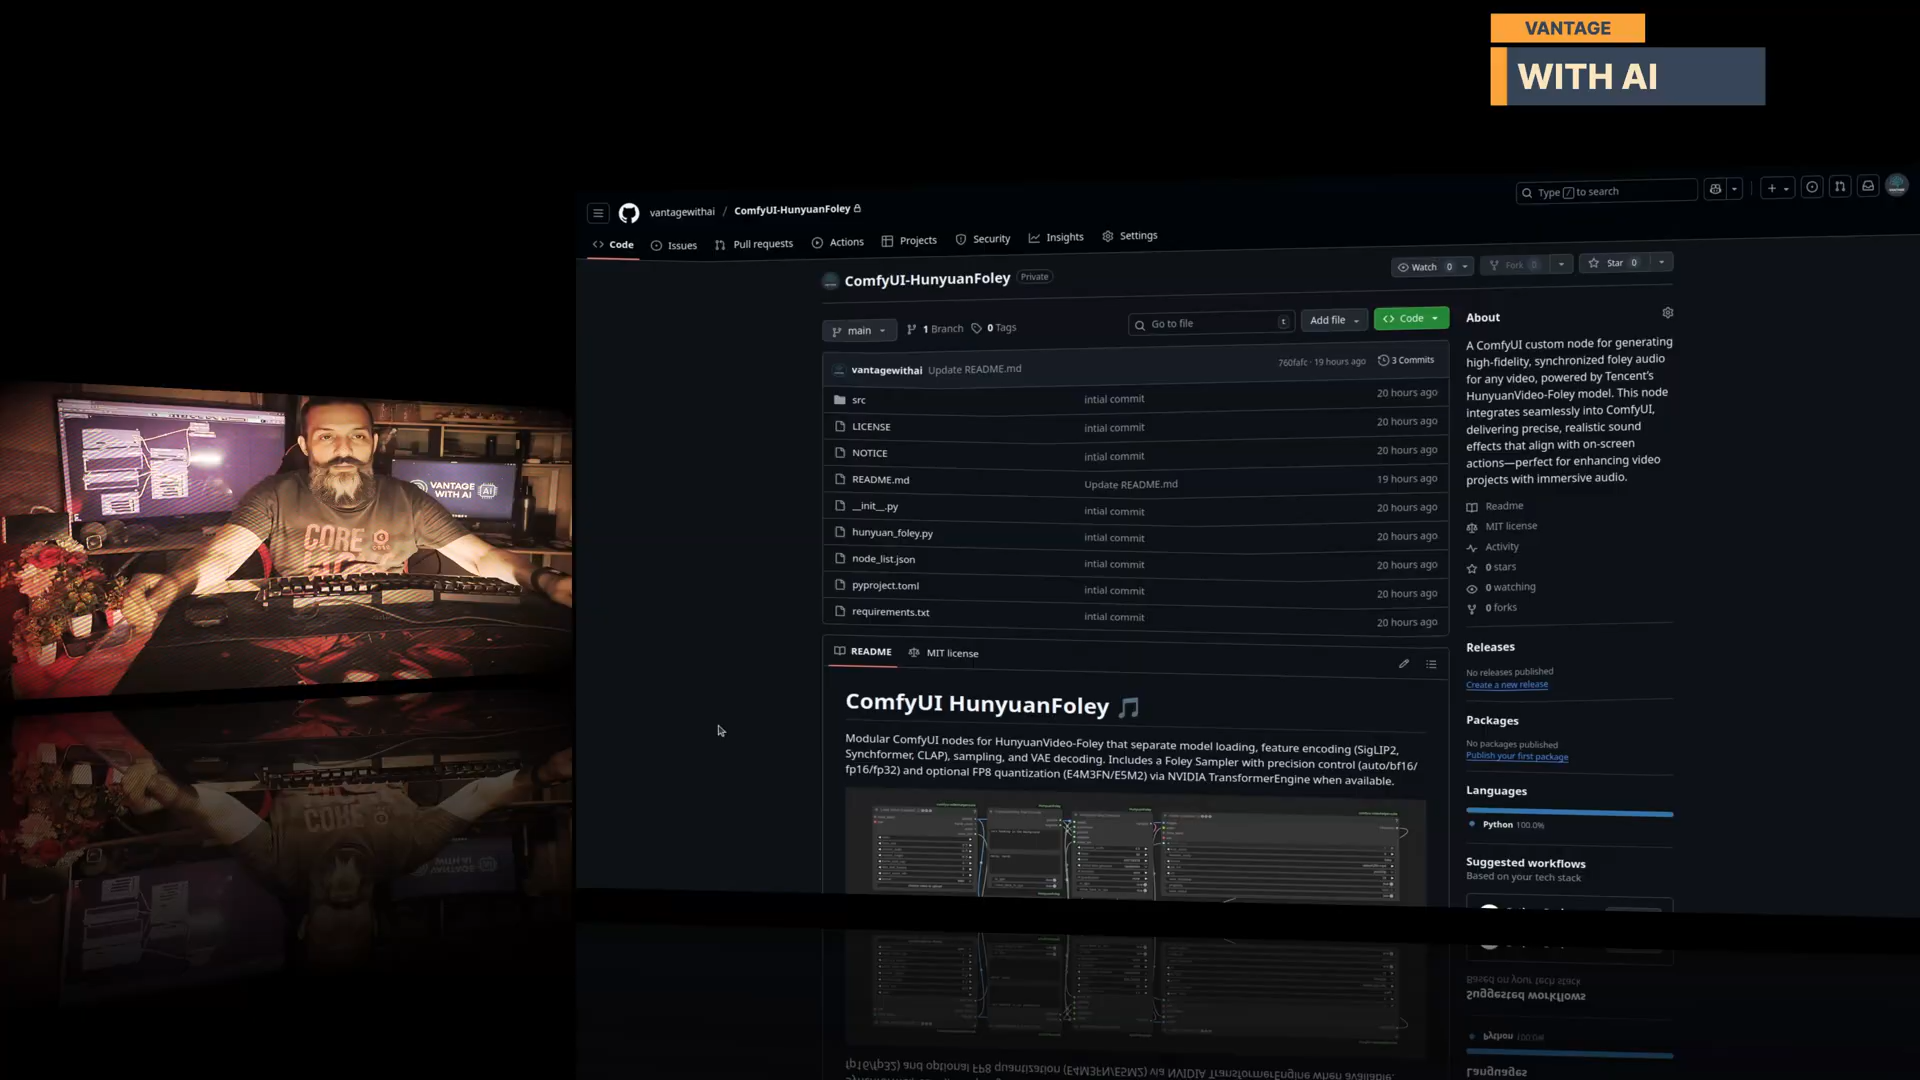 VANTAGE
WITH AI
vantagewithai / ComfyUI-HunyuanFoley
Type / to search
Code Issues Pull requests Actions Projects Security Insights Settings
ComfyUI-HunyuanFoley Private
Watch 0 Fork 0 Star 0
main 1 Branch 0 Tags Go to file t Add file Code
vantagewithai Update README.md 760fafc · 19 hours ago 3 Commits
src intial commit 20 hours ago
LICENSE intial commit 20 hours ago
NOTICE intial commit 20 hours ago
README.md Update README.md 19 hours ago
__init__.py intial commit 20 hours ago
hunyuan_foley.py intial commit 20 hours ago
node_list.json intial commit 20 hours ago
pyproject.toml intial commit 20 hours ago
requirements.txt intial commit 20 hours ago
README MIT license
ComfyUI HunyuanFoley 🎵
Modular ComfyUI nodes for HunyuanVideo-Foley that separate model loading, feature encoding (SigLIP2,
Synchformer, CLAP), sampling, and VAE decoding. Includes a Foley Sampler with precision control (auto/bf16/
fp16/fp32) and optional FP8 quantization (E4M3FN/E5M2) via NVIDIA TransformerEngine when available.
About
A ComfyUI custom node for generating
high-fidelity, synchronized foley audio
for any video, powered by Tencent's
HunyuanVideo-Foley model. This node
integrates seamlessly into ComfyUI,
delivering precise, realistic sound
effects that align with on-screen
actions—perfect for enhancing video
projects with immersive audio.
Readme
MIT license
Activity
0 stars
0 watching
0 forks
Releases
No releases published
Create a new release
Packages
No packages published
Publish your first package
Languages
Python 100.0%
Suggested workflows
Based on your tech stack
VANTAGE
WITH AI AI
CORE